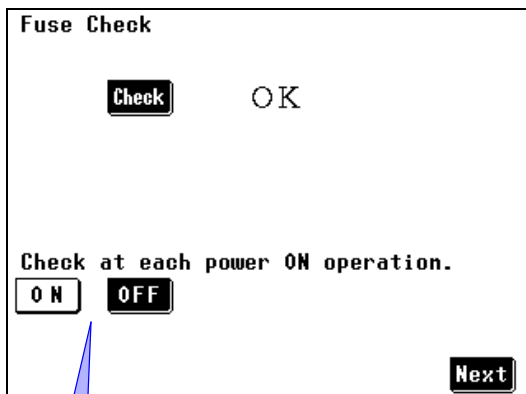 Fuse Check
Check OK
Check at each power ON operation.
ON OFF
Next